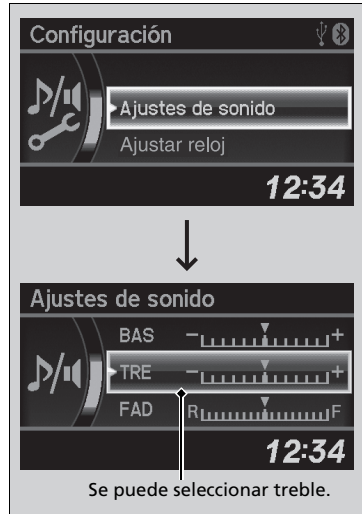 Configuración
Ajustes de sonido
Ajustar reloj
12:34
Ajustes de sonido
BAS − +
TRE − +
FAD R F
12:34
Se puede seleccionar treble.